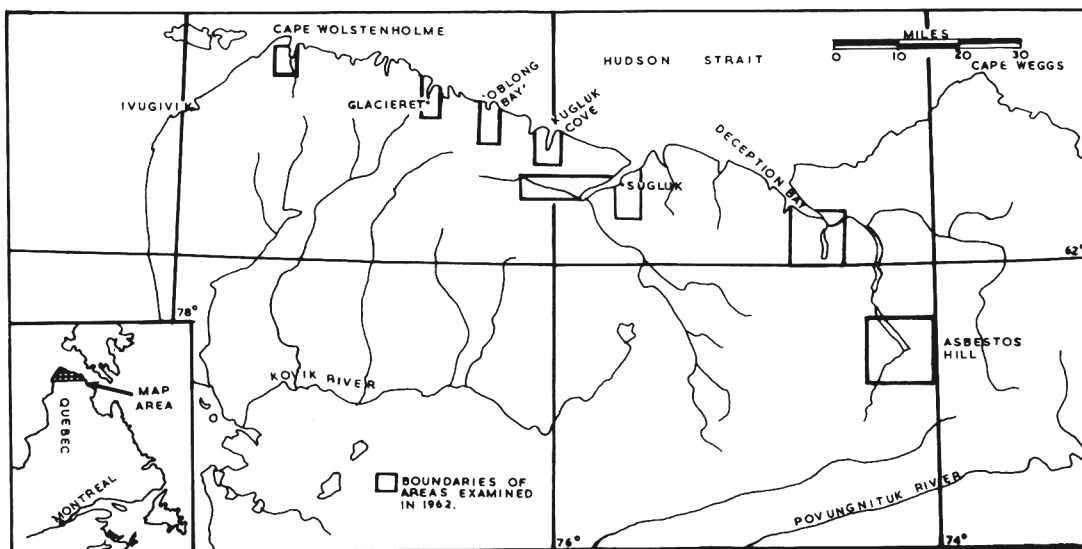 CAPE WOLSTENHOLME
MILES
0 10 20 30
HUDSON STRAIT
CAPE WEGGS
IVUGIVIK
GLACIERET'
'OBLONG
BAY'
KUGLUK
COVE
DECEPTION BAY
SUGLUK
62°
78°
ASBESTOS
HILL
KOVIK RIVER
MAP
AREA
QUEBEC
MONTREAL
BOUNDARIES OF
AREAS EXAMINED
IN 1962.
POVUNGNITUK RIVER
76°
74°